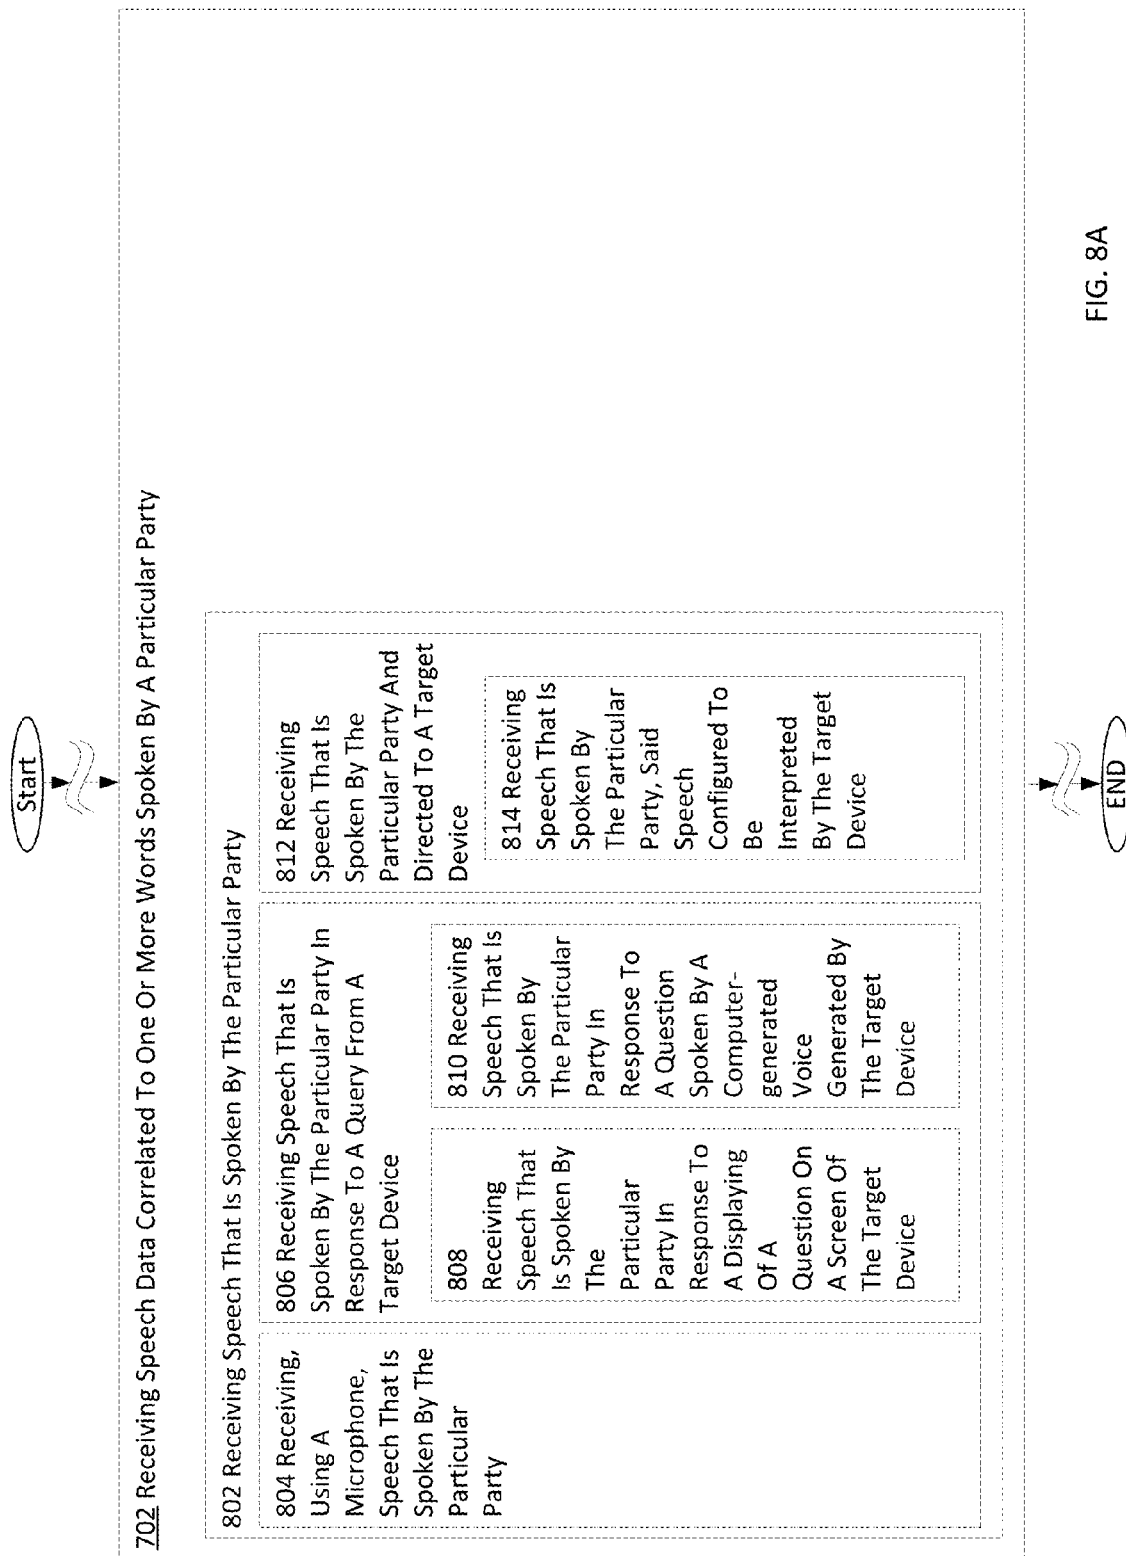 Start
702 Receiving Speech Data Correlated To One Or More Words Spoken By A Particular Party
802 Receiving Speech That Is Spoken By The Particular Party
804 Receiving,
Using A
Microphone,
Speech That Is
Spoken By The
Particular
Party
806 Receiving Speech That Is
Spoken By The Particular Party In
Response To A Query From A
Target Device
808
Receiving
Speech That
Is Spoken By
The
Particular
Party In
Response To
A Displaying
Of A
Question On
A Screen Of
The Target
Device
810 Receiving
Speech That Is
Spoken By
The Particular
Party In
Response To
A Question
Spoken By A
Computer-
generated
Voice
Generated By
The Target
Device
812 Receiving
Speech That Is
Spoken By The
Particular Party And
Directed To A Target
Device
814 Receiving
Speech That Is
Spoken By
The Particular
Party, Said
Speech
Configured To
Be
Interpreted
By The Target
Device
END
FIG. 8A